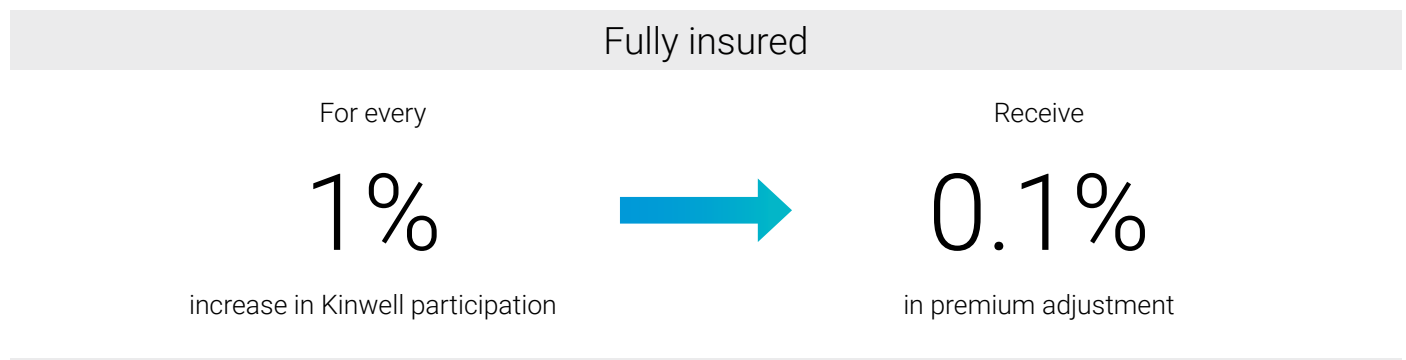 Fully insured
For every
1%
increase in Kinwell participation
Receive
0.1%
in premium adjustment